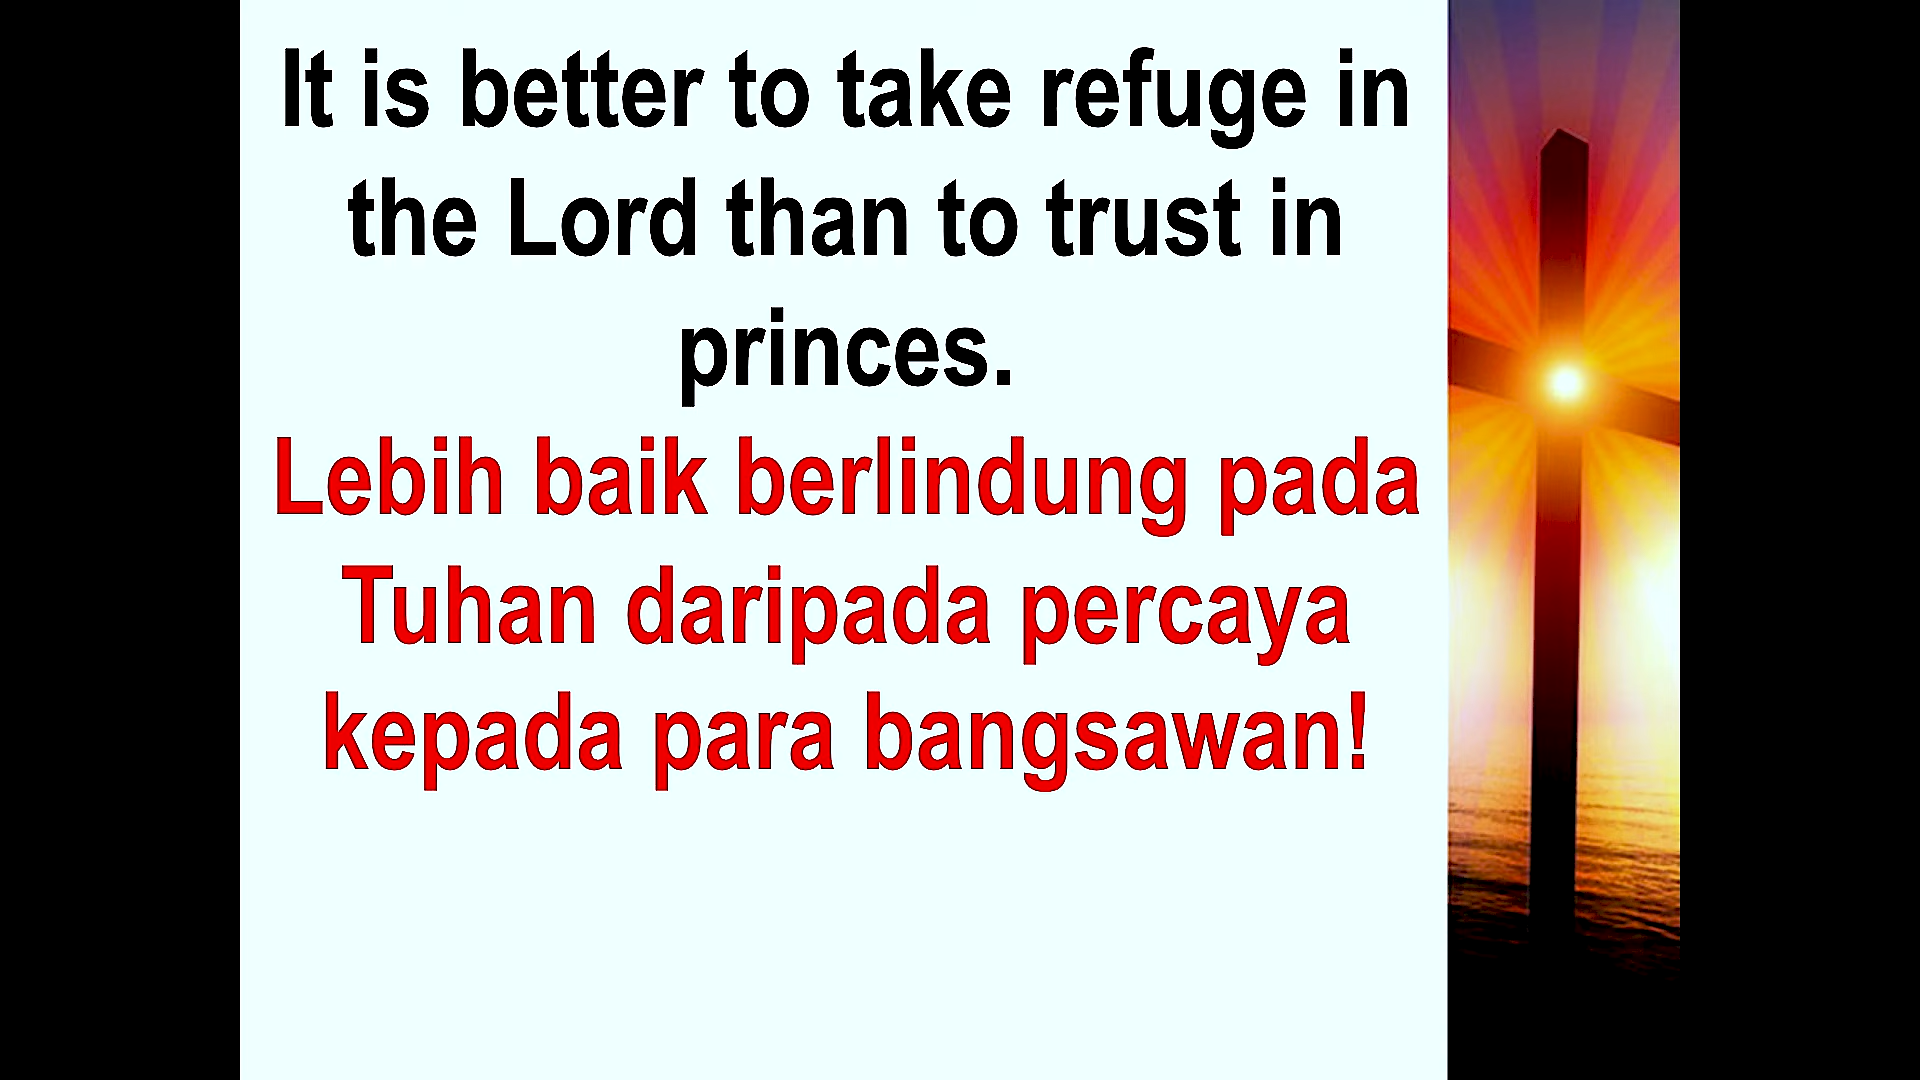 It is better to take refuge in
the Lord than to trust in
princes.
Lebih baik berlindung pada
Tuhan daripada percaya
kepada para bangsawan!